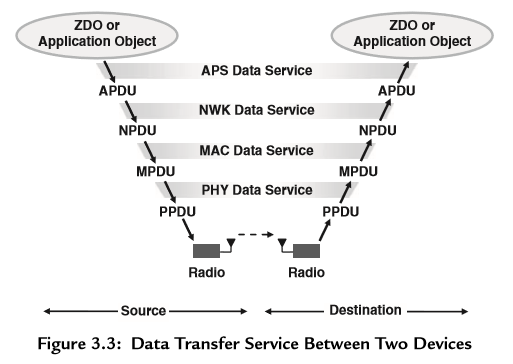 ZDO or
Application Object
ZDO or
Application Object
APS Data Service
APDU
APDU
NWK Data Service
NPDU
NPDU
MAC Data Service
MPDU
MPDU
PHY Data Service
PPDU
PPDU
Radio
Radio
Source
Destination
Figure 3.3: Data Transfer Service Between Two Devices